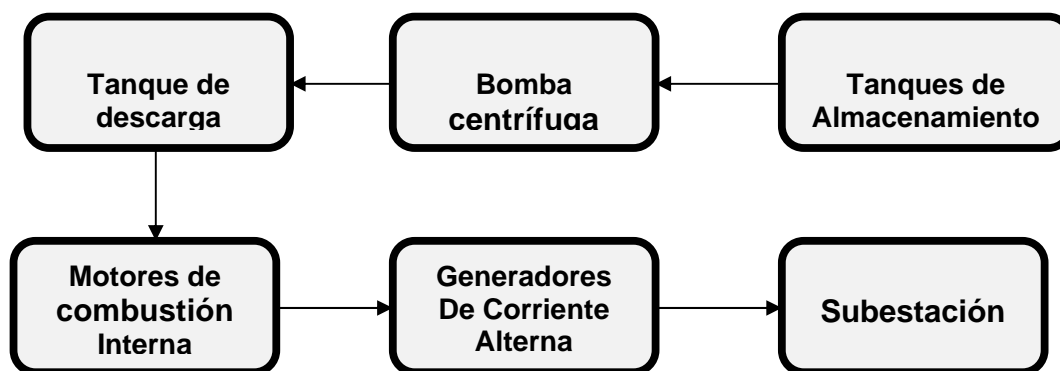 Tanque de
descarga
Bomba
centrífuga
Tanques de
Almacenamiento
Motores de
combustión
Interna
Generadores
De Corriente
Alterna
Subestación